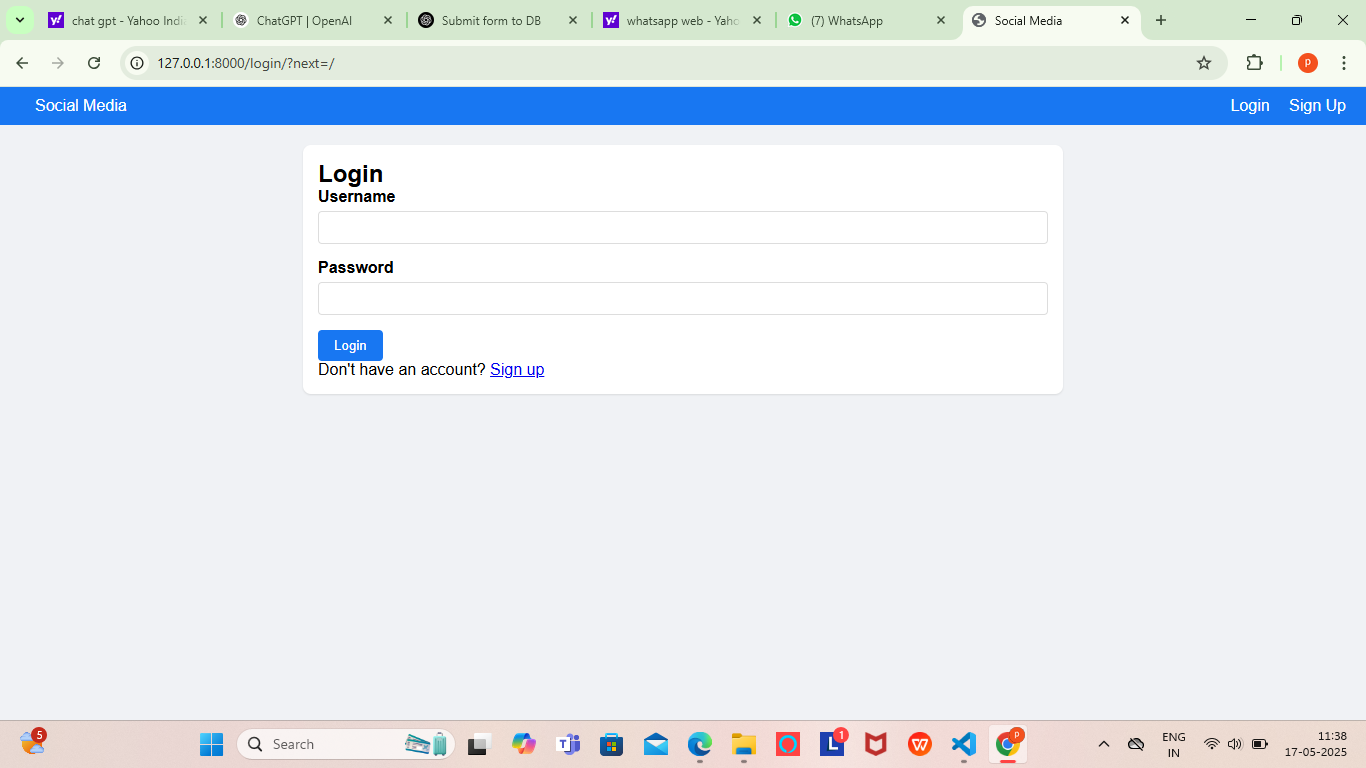 chat gpt - Yahoo Indi
ChatGPT | OpenAI
Submit form to DB
whatsapp web - Yaho
(7) WhatsApp
Social Media
127.0.0.1:8000/login/?next=/
P
Social Media
Login
Sign Up
Login
Username
Password
Login
Don't have an account? Sign up
5
Search
1
P
ENG
IN
11:38
17-05-2025